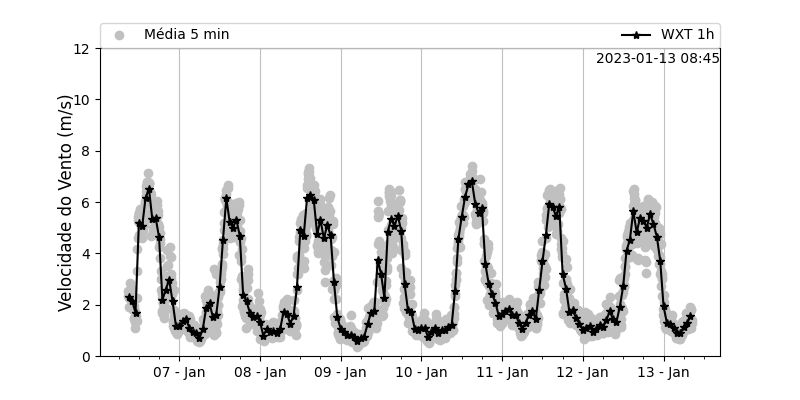 Média 5 min
WXT 1h
2023-01-13 08:45
Velocidade do Vento (m/s)
12
10
8
6
4
2
0
07 - Jan
08 - Jan
09 - Jan
10 - Jan
11 - Jan
12 - Jan
13 - Jan